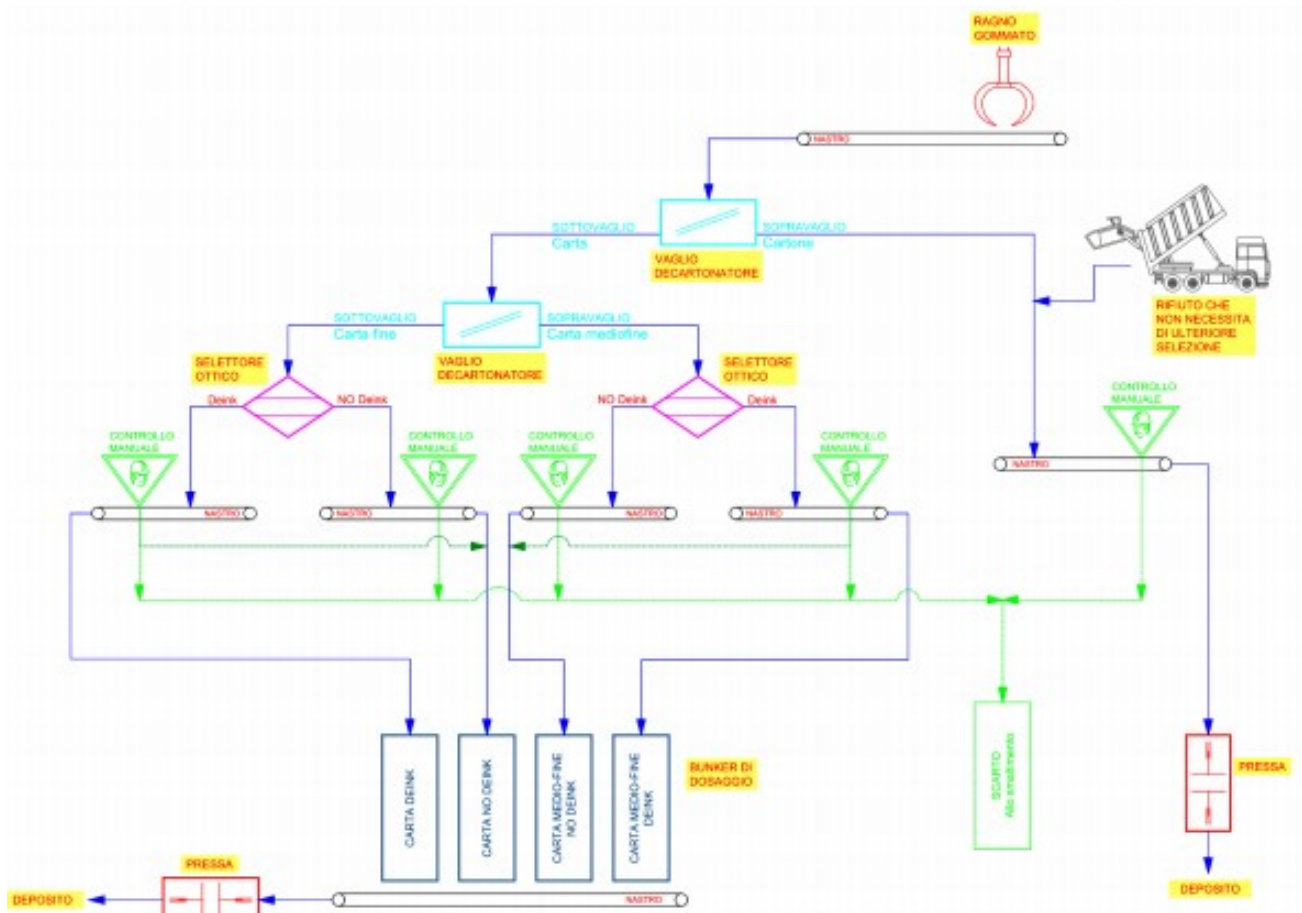 RAGNO
GOMMATO
NASTRO
SOTTOVAGLIO
Carta
SOPRAVAGLIO
Cartone
VAGLIO
DECARTONATORE
RIFIUTO CHE
NON NECESSITA
DI ULTERIORE
SELEZIONE
SOTTOVAGLIO
Carta fine
SOPRAVAGLIO
Carta mediofine
VAGLIO
DECARTONATORE
SELETTORE
OTTICO
SELETTORE
OTTICO
Deink
NO Deink
NO Deink
Deink
CONTROLLO
MANUALE
CONTROLLO
MANUALE
CONTROLLO
MANUALE
CONTROLLO
MANUALE
CONTROLLO
MANUALE
NASTRO
NASTRO
NASTRO
NASTRO
NASTRO
CARTA DEINK
CARTA NO DEINK
CARTA MEDIO-FINE
NO DEINK
CARTA MEDIO-FINE
DEINK
BUNKER DI
DOSAGGIO
SCARTO
Allo smaltimento
PRESSA
DEPOSITO
PRESSA
DEPOSITO
NASTRO